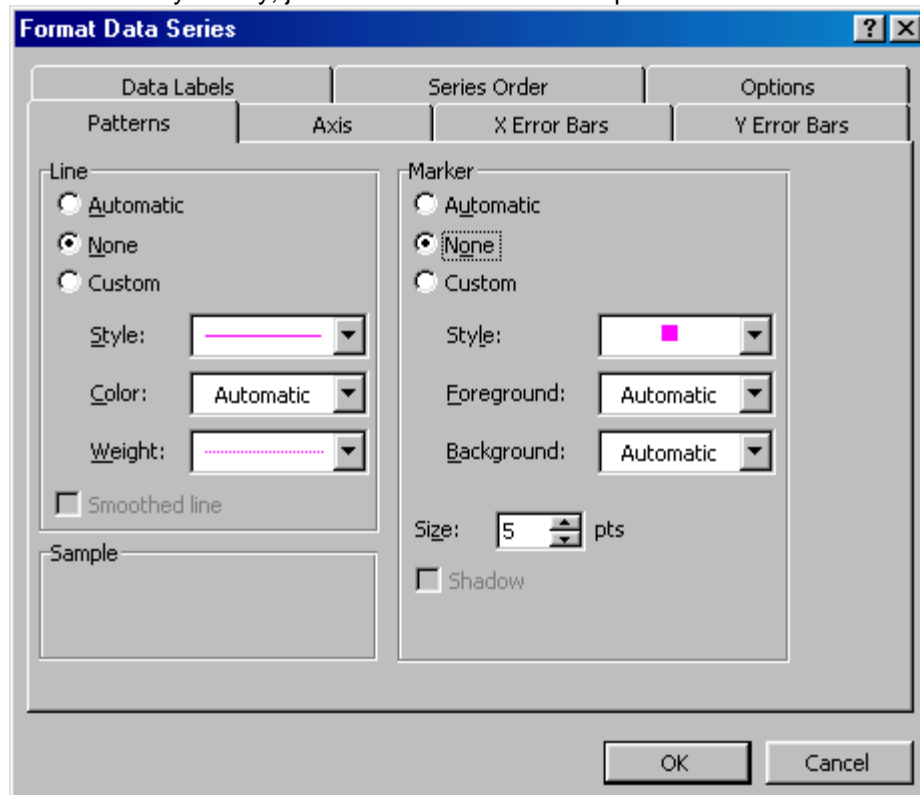 Format Data Series
Data Labels Series Order Options
Patterns Axis X Error Bars Y Error Bars
Line Marker
Automatic Automatic
None None
Custom Custom
Style: Style:
Color: Automatic Foreground: Automatic
Weight: Background: Automatic
Smoothed line
Size: 5 pts
Sample
Shadow
OK Cancel